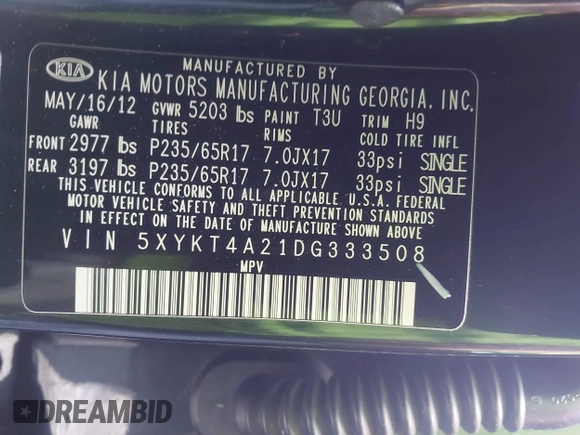 MANUFACTURED BY
KIA KIA MOTORS MANUFACTURING GEORGIA, INC.
MAY/16/12 GVWR 5203 lbs PAINT T3U TRIM H9
GAWR TIRES RIMS COLD TIRE INFL
FRONT 2977 lbs P235/65R17 7.0JX17 33psi SINGLE
REAR 3197 lbs P235/65R17 7.0JX17 33psi SINGLE
THIS VEHICLE CONFORMS TO ALL APPLICABLE U.S.A. FEDERAL
MOTOR VEHICLE SAFETY AND THEFT PREVENTION STANDARDS
IN EFFECT ON THE DATE OF MANUFACTURE SHOWN ABOVE
VIN 5XYKT4A21DG333508
MPV
DREAMBID